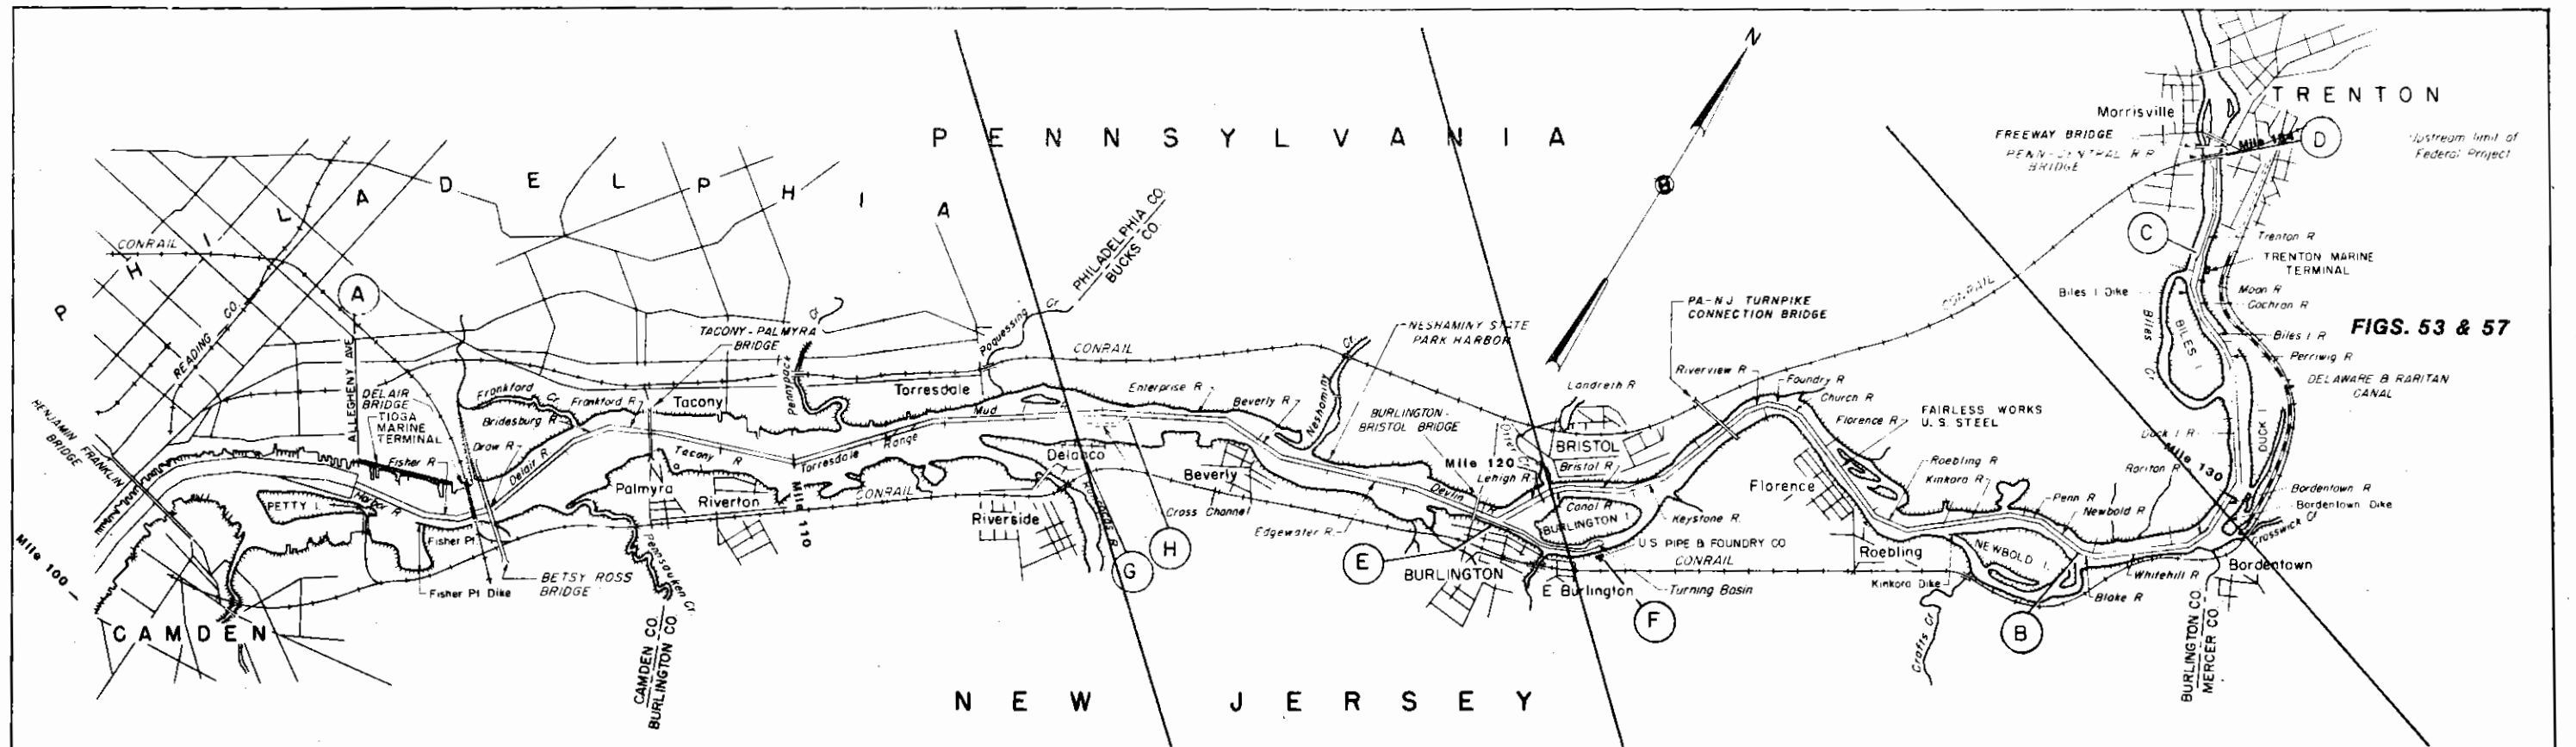 PENNSYLVANIA
N
TRENTON
Morrisville
FREEWAY BRIDGE
PENN-CENTRAL R R
BRIDGE
D
Upstream limit of
Federal Project
PHILADELPHIA
CONRAIL
READING CO.
A
ALLEGHENY AVE.
DELAIR
BRIDGE
TIOGA
MARINE
TERMINAL
Fisher R
BENJAMIN FRANKLIN
BRIDGE
Mile 100
PETTY I.
Harbor R
Fisher Pt
Fisher Pt Dike
CAMDEN
Frankford Cr
Bridesburg R
Draw R
Delair R
Frankford R
BETSY ROSS
BRIDGE
TACONY-PALMYRA
BRIDGE
Tacony
Tacony R
Palmyra
Riverton
Pennsauken Cr
CAMDEN CO.
BURLINGTON CO
Pennypack Cr
Mile 110
Torresdale
Torresdale Range
Mud I
CONRAIL
Riverside
Poquessing Cr
PHILADELPHIA CO.
BUCKS CO.
CONRAIL
Delanco
Rancocas R
G
H
Cross Channel
Enterprise R
Beverly R
Beverly
Neshaminy Cr
NESHAMINY STATE
PARK HARBOR
BURLINGTON-
BRISTOL BRIDGE
Edgewater R
Devlin
E
BURLINGTON
Mile 120
Lehigh R
Otter
Landreth R
BRISTOL
Bristol R
Canal R
BURLINGTON I
Keystone R.
U.S PIPE & FOUNDRY CO
CONRAIL
E Burlington
Turning Basin
F
PA-NJ TURNPIKE
CONNECTION BRIDGE
Riverview R
Foundry R
Church R
Florence R
Florence
FAIRLESS WORKS
U.S. STEEL
Roebling R
Kinkora R
Roebling
Kinkora Dike
NEWBOLD I.
Crafts Cr
Penn R
Newbold R
B
Blake R
Whitehill R
BURLINGTON CO.
MERCER CO.
Raritan R
Mile 130
Bordentown
Bordentown R
Bordentown Dike
Crosswick Cr
CONRAIL
C
Trenton R
TRENTON MARINE
TERMINAL
Biles I Dike
Moon R
Cochran R
Biles Cr
BILES I
Biles I R
Perriwig R
DELAWARE & RARITAN
CANAL
Duck I R
DUCK I
FIGS. 53 & 57
NEW JERSEY